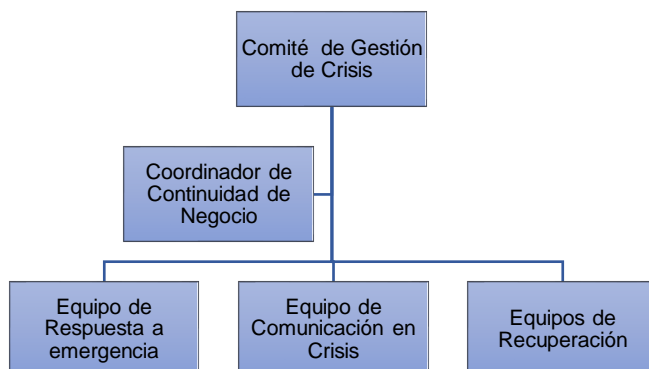 Comité de Gestión
de Crisis
Coordinador de
Continuidad de
Negocio
Equipo de
Respuesta a
emergencia
Equipo de
Comunicación en
Crisis
Equipos de
Recuperación